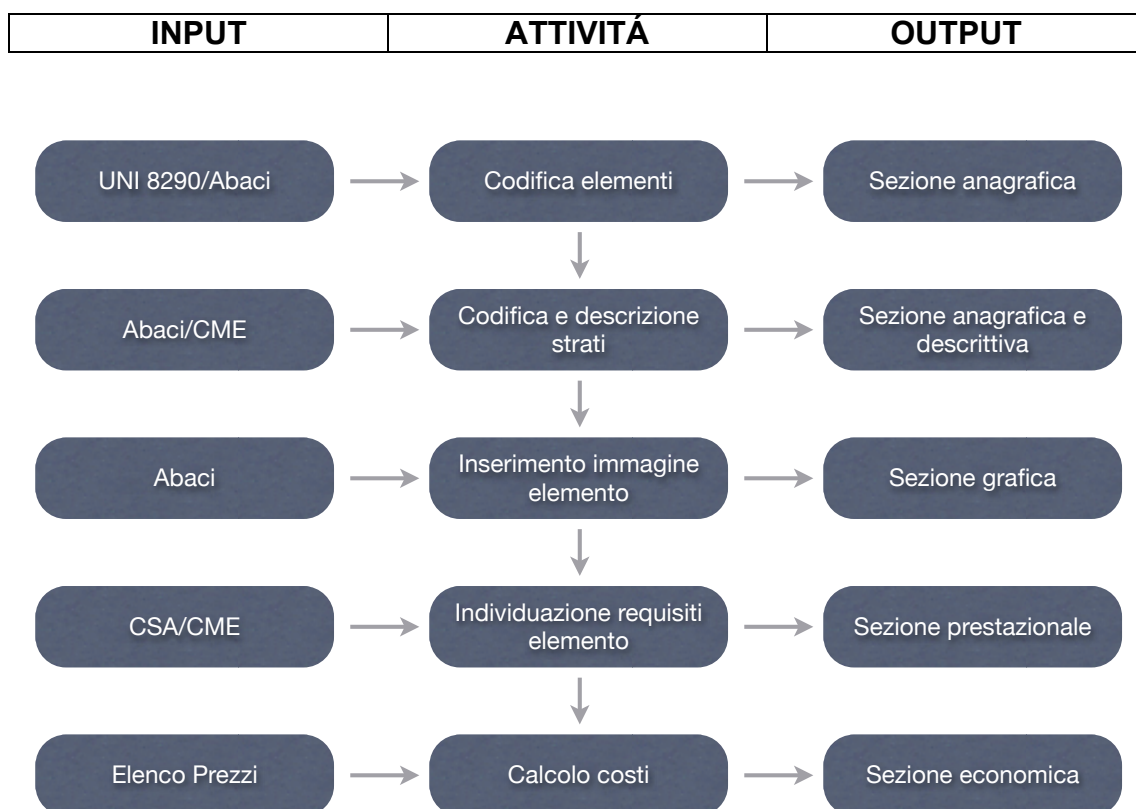 INPUT ATTIVITÁ OUTPUT
UNI 8290/Abaci
Codifica elementi
Sezione anagrafica
Abaci/CME
Codifica e descrizione
strati
Sezione anagrafica e
descrittiva
Abaci
Inserimento immagine
elemento
Sezione grafica
CSA/CME
Individuazione requisiti
elemento
Sezione prestazionale
Elenco Prezzi
Calcolo costi
Sezione economica